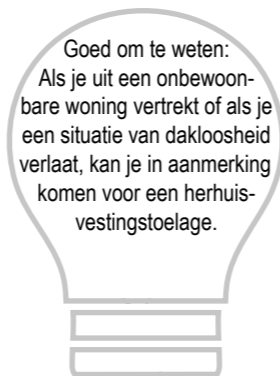 Goed om te weten:
Als je uit een onbewoon-
bare woning vertrekt of als je
een situatie van dakloosheid
verlaat, kan je in aanmerking
komen voor een herhuis-
vestingstoelage.